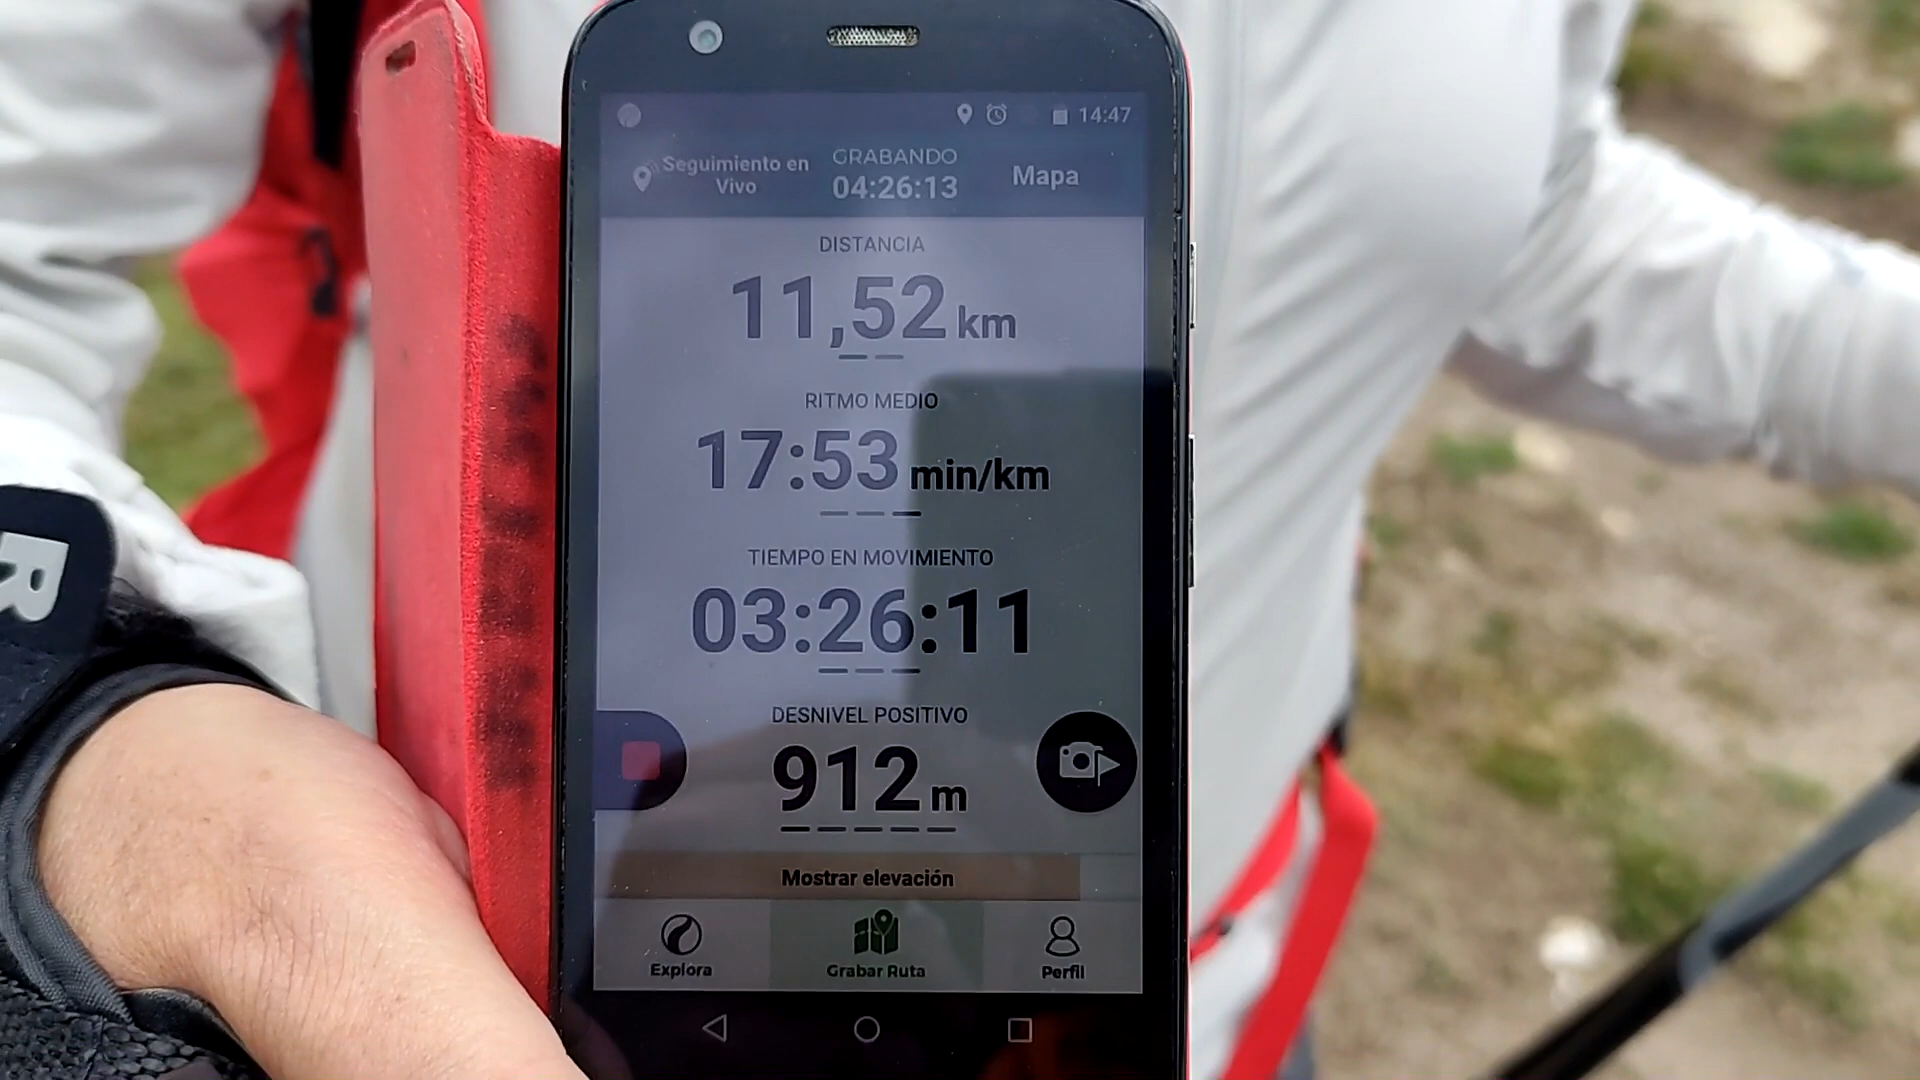 14:47
Seguimiento en
Vivo
GRABANDO
04:26:13
Mapa
DISTANCIA
11,52 km
RITMO MEDIO
17:53 min/km
TIEMPO EN MOVIMIENTO
03:26:11
DESNIVEL POSITIVO
912 m
Mostrar elevación
Explora
Grabar Ruta
Perfil
R